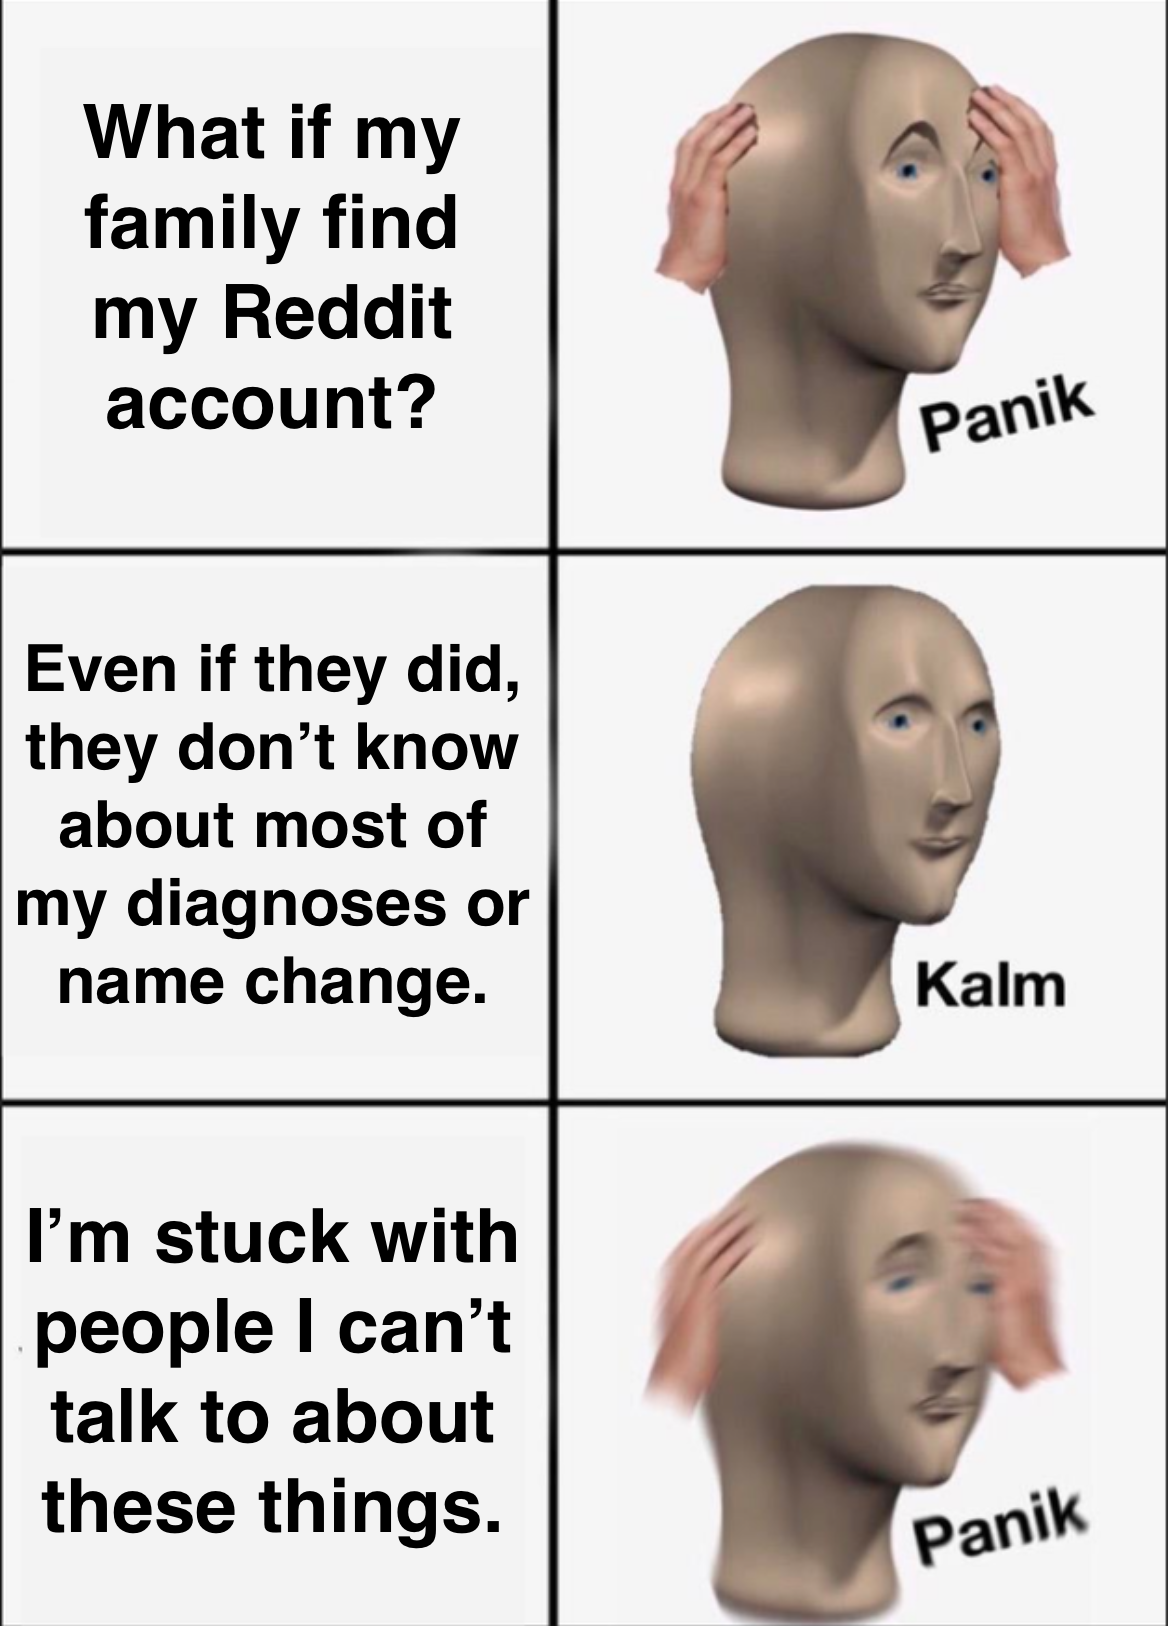 What if my
family find
my Reddit
account?
Panik
Even if they did,
they don’t know
about most of
my diagnoses or
name change.
Kalm
I’m stuck with
people I can’t
talk to about
these things.
Panik